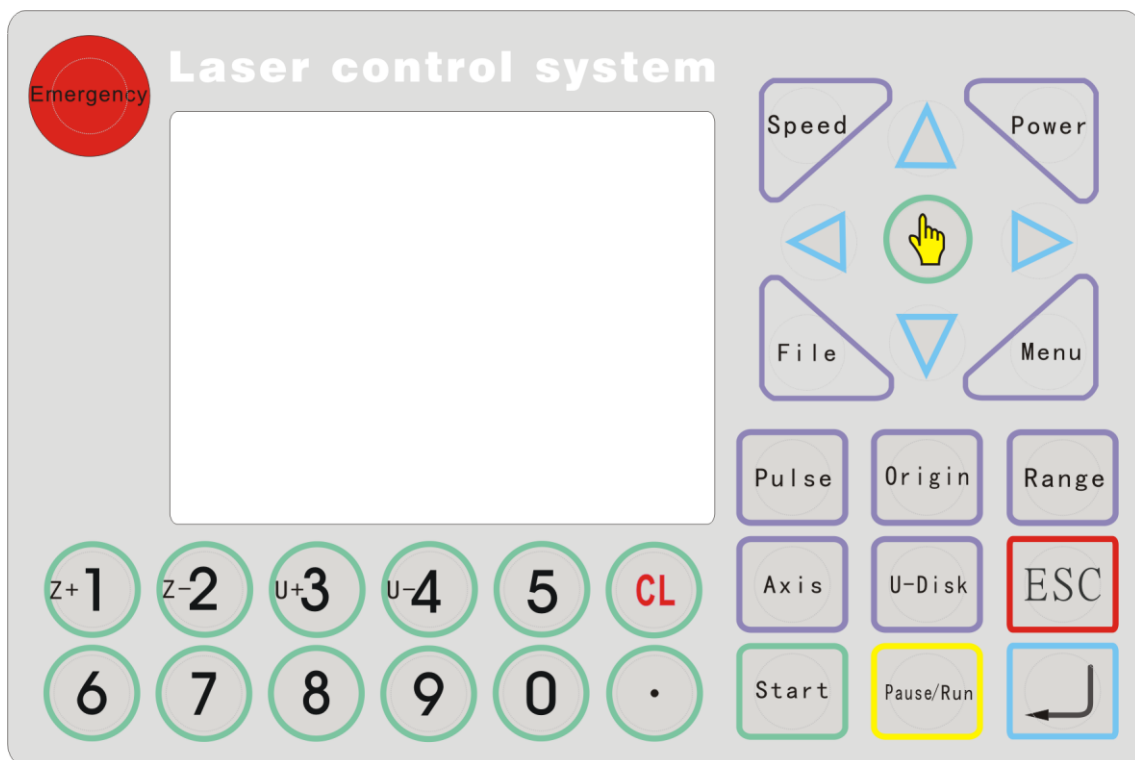 Laser control system
Emergency
Speed
Power
File
Menu
Pulse
Origin
Range
Z+1
Z-2
U+3
U-4
5
CL
Axis
U-Disk
ESC
6
7
8
9
0
.
Start
Pause/Run